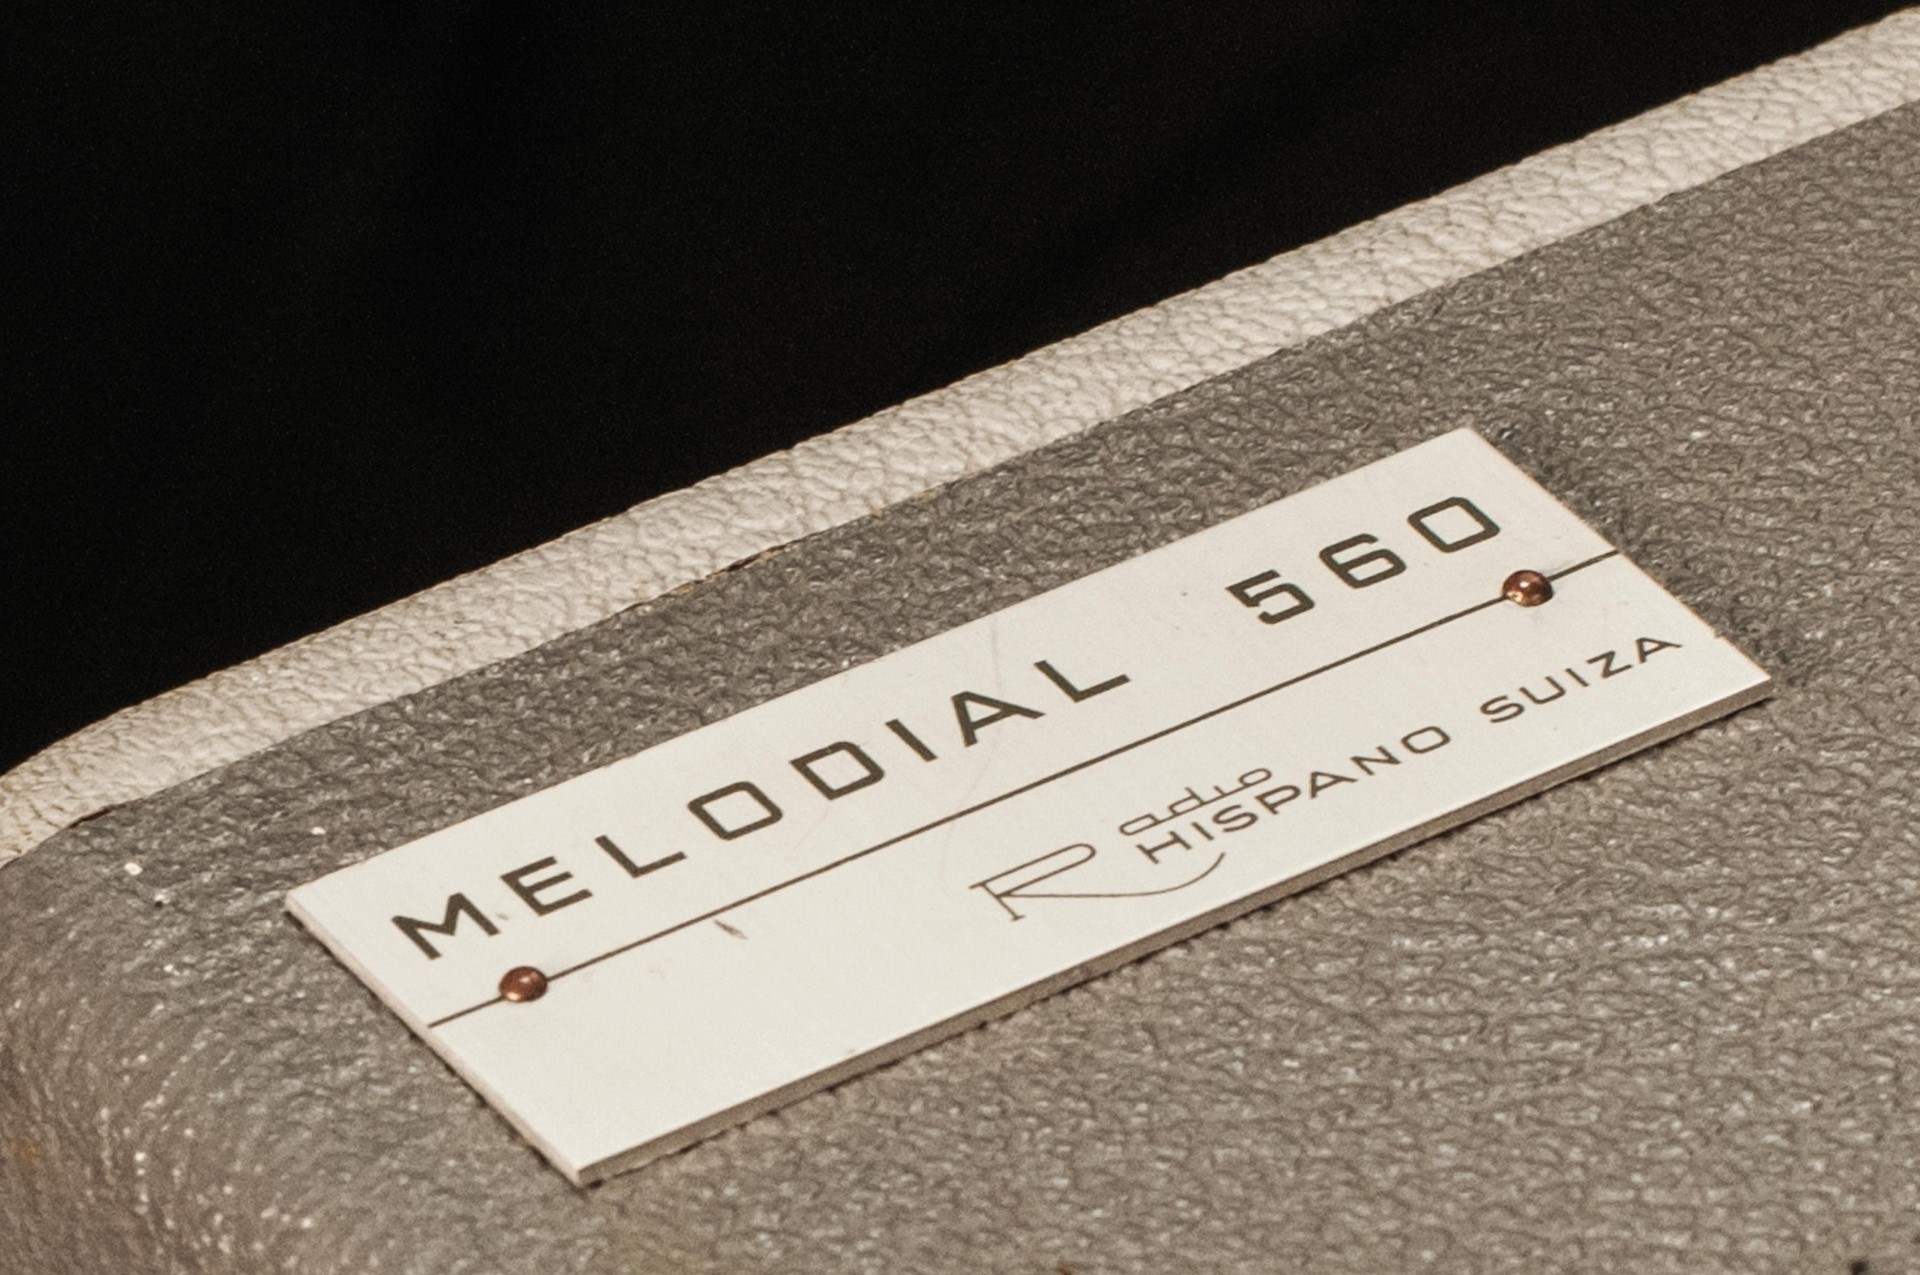 MELODIAL 560
Radio
HISPANO SUIZA